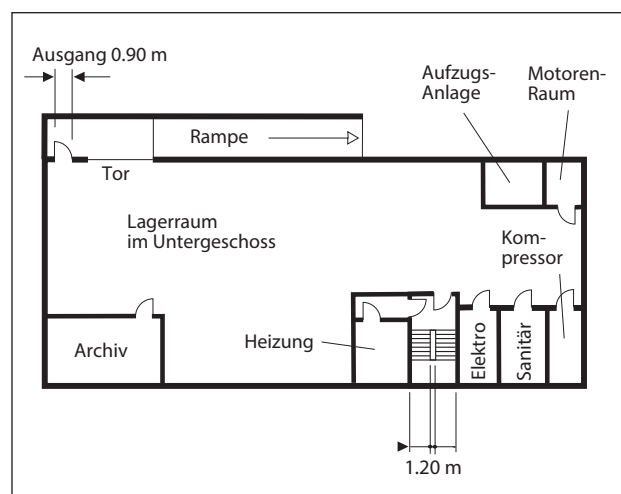 Ausgang 0.90 m
Aufzugs-
Anlage
Motoren-
Raum
Rampe
Tor
Lagerraum
im Untergeschoss
Kom-
pressor
Archiv
Heizung
Elektro
Sanitär
1.20 m